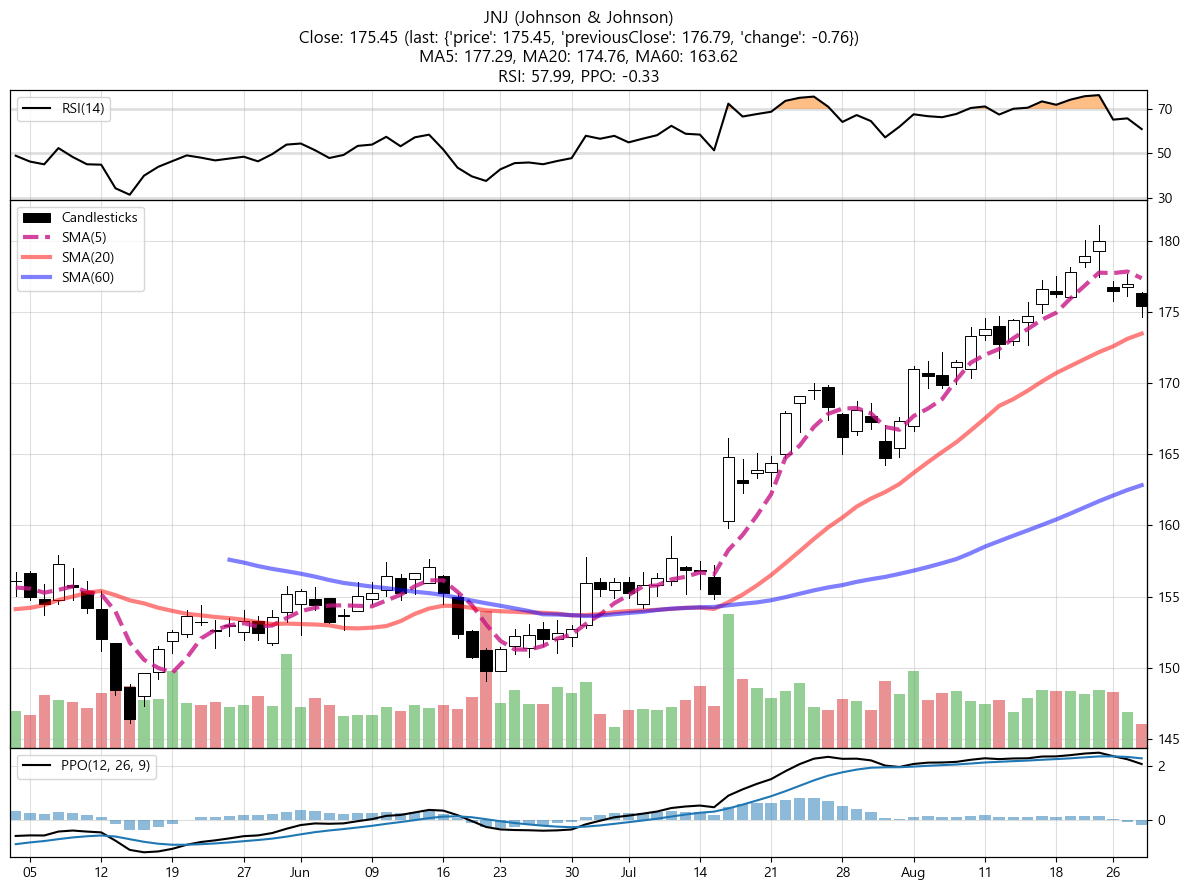 JNJ (Johnson & Johnson)
Close: 175.45 (last: {'price': 175.45, 'previousClose': 176.79, 'change': -0.76})
MA5: 177.29, MA20: 174.76, MA60: 163.62
RSI: 57.99, PPO: -0.33
RSI(14)
70
50
30
Candlesticks
SMA(5)
SMA(20)
SMA(60)
180
175
170
165
160
155
150
145
PPO(12, 26, 9)
2
0
05 12 19 27 Jun 09 16 23 30 Jul 14 21 28 Aug 11 18 26